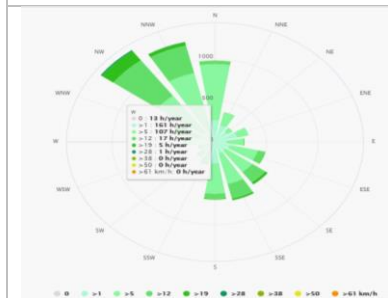 N
NNW
NNE
NW
NE
1000
500
WNW
ENE
W
0 : 13 h/year
>1 : 161 h/year
>5 : 107 h/year
>12 : 17 h/year
>19 : 5 h/year
>28 : 1 h/year
>38 : 0 h/year
>50 : 0 h/year
>61 km/h: 0 h/year
W
E
WSW
ESE
SW
SE
SSW
SSE
S
0 >1 >5 >12 >19 >28 >38 >50 >61 km/h